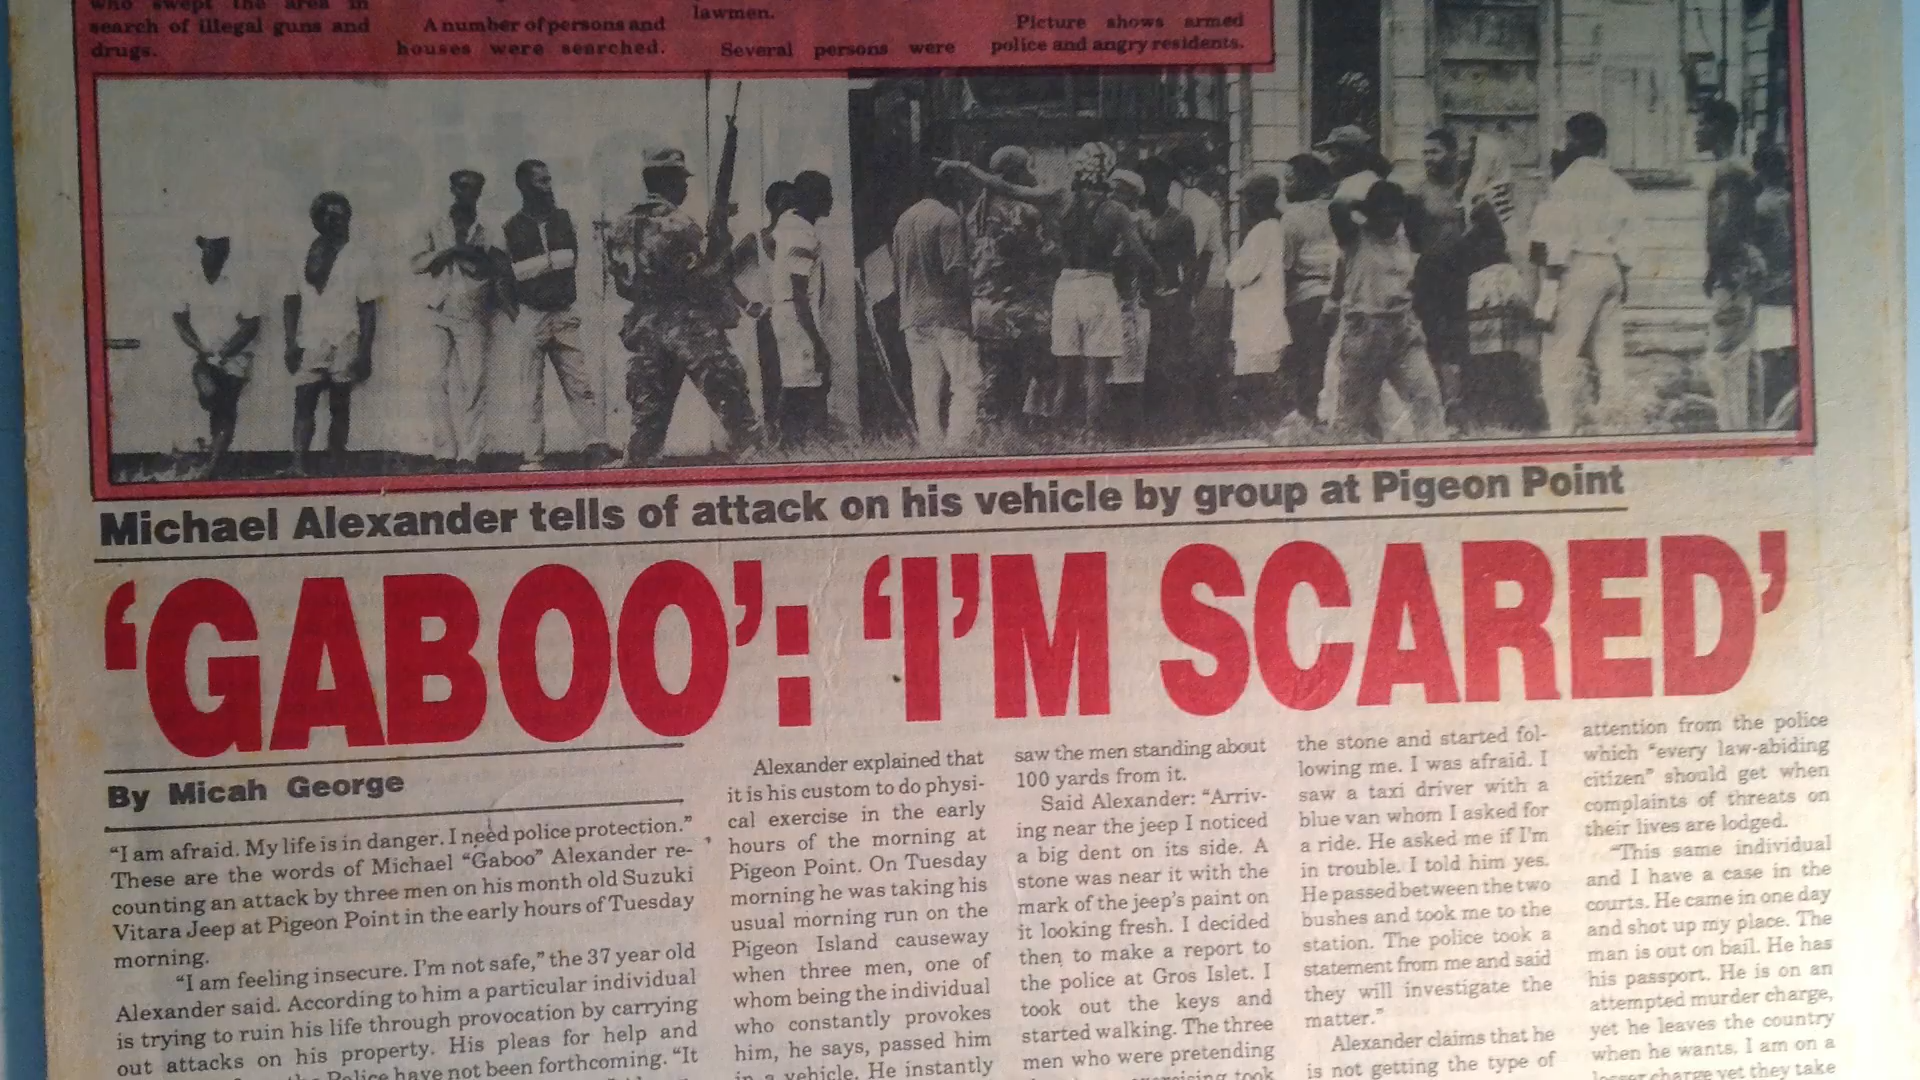 who swept the area in
search of illegal guns and
drugs.
A number of persons and
houses were searched.
lawmen.
Several persons were
Picture shows armed
police and angry residents.
Michael Alexander tells of attack on his vehicle by group at Pigeon Point
‘GABOO’: ‘I’M SCARED’
By Micah George
“I am afraid. My life is in danger. I need police protection.”
These are the words of Michael “Gaboo” Alexander re-
counting an attack by three men on his month old Suzuki
Vitara Jeep at Pigeon Point in the early hours of Tuesday
morning.
“I am feeling insecure. I’m not safe,” the 37 year old
Alexander said. According to him a particular individual
is trying to ruin his life through provocation by carrying
out attacks on his property. His pleas for help and
Police have not been forthcoming. “It
Alexander explained that
it is his custom to do physi-
cal exercise in the early
hours of the morning at
Pigeon Point. On Tuesday
morning he was taking his
usual morning run on the
Pigeon Island causeway
when three men, one of
whom being the individual
who constantly provokes
him, he says, passed him
in a vehicle. He instantly
saw the men standing about
100 yards from it.
Said Alexander: “Arriv-
ing near the jeep I noticed
a big dent on its side. A
stone was near it with the
mark of the jeep’s paint on
it looking fresh. I decided
then to make a report to
the police at Gros Islet. I
took out the keys and
started walking. The three
men who were pretending
took
the stone and started fol-
lowing me. I was afraid. I
saw a taxi driver with a
blue van whom I asked for
a ride. He asked me if I’m
in trouble. I told him yes.
He passed between the two
bushes and took me to the
station. The police took a
statement from me and said
they will investigate the
matter.”
Alexander claims that he
is not getting the type of
attention from the police
which “every law-abiding
citizen” should get when
complaints of threats on
their lives are lodged.
“This same individual
and I have a case in the
courts. He came in one day
and shot up my place. The
man is out on bail. He has
his passport. He is on an
attempted murder charge,
yet he leaves the country
when he wants. I am on a
charge yet they take